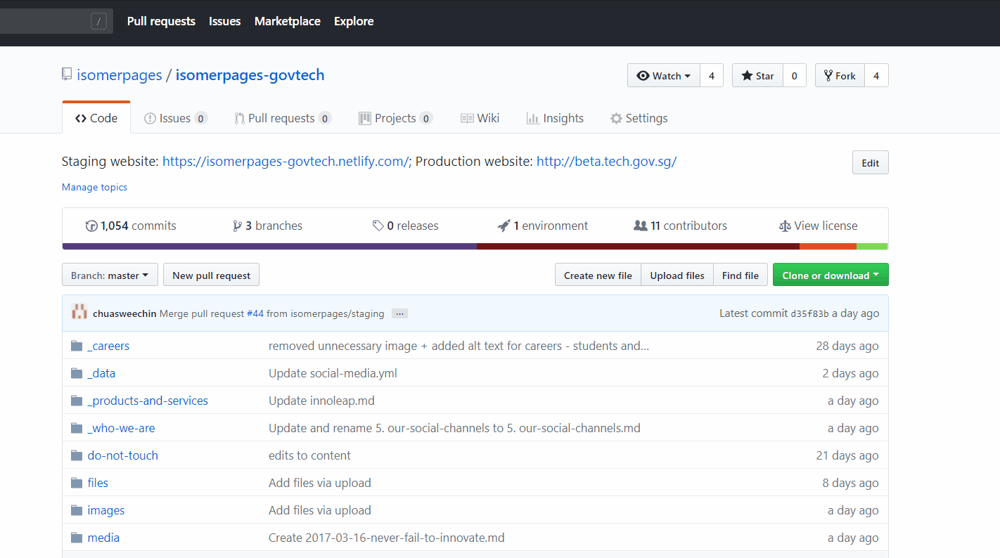 / Pull requests Issues Marketplace Explore
isomerpages / isomerpages-govtech Watch 4 Star 0 Fork 4
Code Issues 0 Pull requests 0 Projects 0 Wiki Insights Settings
Staging website: https://isomerpages-govtech.netlify.com/; Production website: http://beta.tech.gov.sg/ Edit
Manage topics
1,054 commits 3 branches 0 releases 1 environment 11 contributors View license
Branch: master New pull request Create new file Upload files Find file Clone or download
chuasweechin Merge pull request #44 from isomerpages/staging ... Latest commit d35f83b a day ago
_careers removed unnecessary image + added alt text for careers - students and... 28 days ago
_data Update social-media.yml 2 days ago
_products-and-services Update innoleap.md a day ago
_who-we-are Update and rename 5. our-social-channels to 5. our-social-channels.md a day ago
do-not-touch edits to content 21 days ago
files Add files via upload 8 days ago
images Add files via upload a day ago
media Create 2017-03-16-never-fail-to-innovate.md a day ago